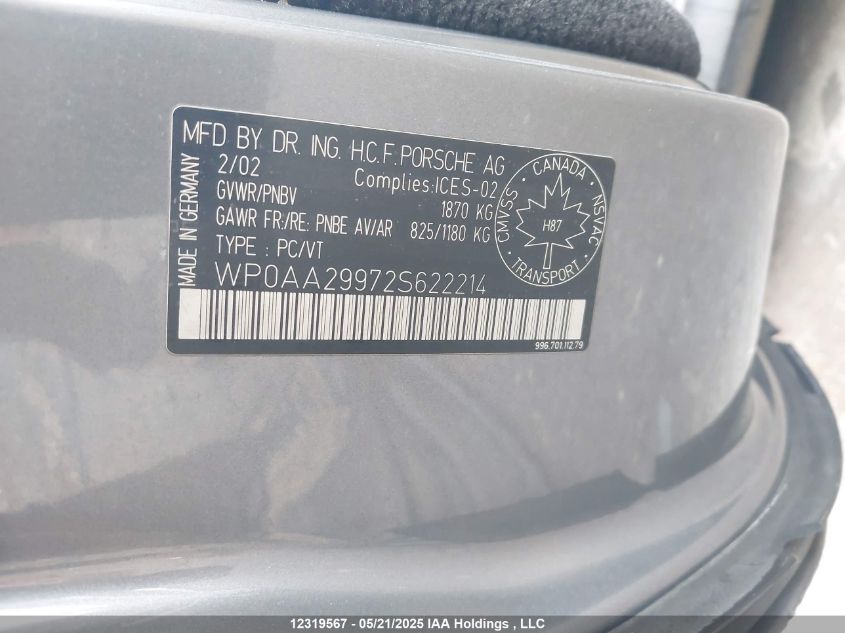 MFD BY DR. ING. H.C.F. PORSCHE AG
MADE IN GERMANY
2/02
Complies: ICES-02
GVWR/PNBV 1870 KG
GAWR FR:/RE: PNBE AV/AR 825/1180 KG
TYPE : PC/VT
WP0AA29972S622214
CANADA
CMVSS NSVAC
H87
TRANSPORT
996.701.112.79
12319567 - 05/21/2025 IAA Holdings , LLC